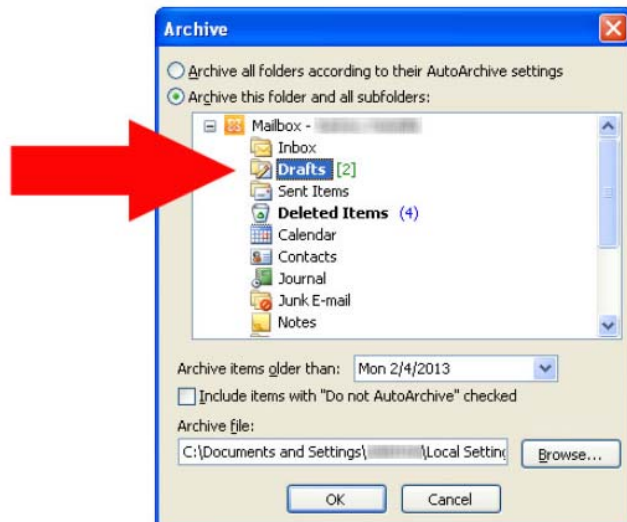 Archive
Archive all folders according to their AutoArchive settings
Archive this folder and all subfolders:
Mailbox -
Inbox
Drafts [2]
Sent Items
Deleted Items (4)
Calendar
Contacts
Journal
Junk E-mail
Notes
Archive items older than: Mon 2/4/2013
Include items with "Do not AutoArchive" checked
Archive file:
C:\Documents and Settings\ \Local Setting
Browse...
OK Cancel